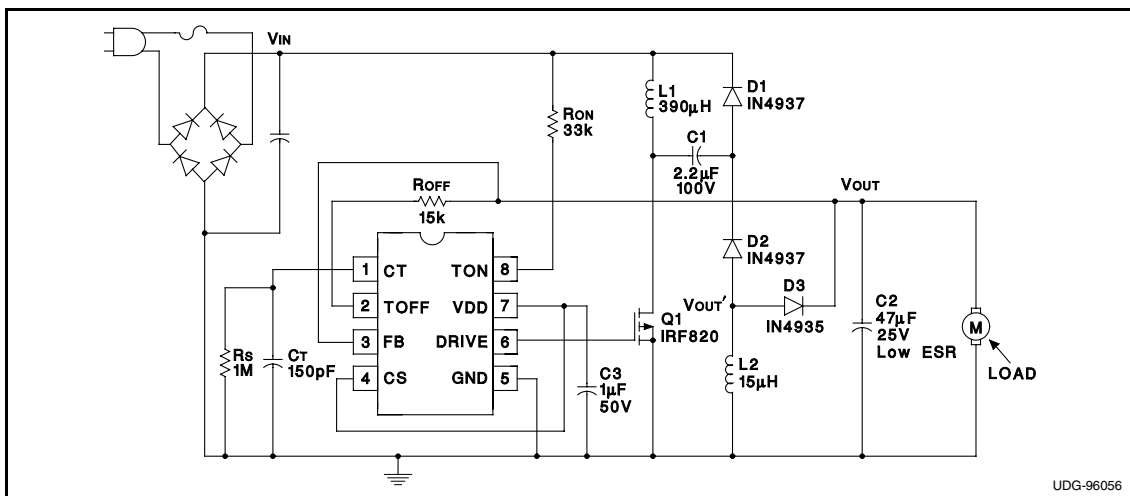 VIN
L1
390µH
D1
IN4937
RON
33k
C1
2.2µF
100V
ROFF
15k
VOUT
1 CT TON 8
2 TOFF VDD 7
3 FB DRIVE 6
4 CS GND 5
D2
IN4937
VOUT'
D3
IN4935
Q1
IRF820
C2
47µF
25V
Low ESR
M
LOAD
RS
1M
CT
150pF
C3
1µF
50V
L2
15µH
UDG-96056